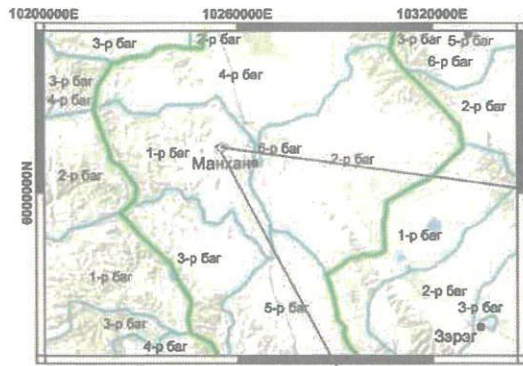 10200000E 10260000E 10320000E
3-р баг 2-р баг 3-р баг 5-р баг
4-р баг 6-р баг
3-р баг
4-р баг 2-р баг
1-р баг 6-р баг 2-р баг
Манхан
2-р баг
6000000N
1-р баг
3-р баг
1-р баг
5-р баг 2-р баг
3-р баг 3-р баг
Зэрэг
4-р баг